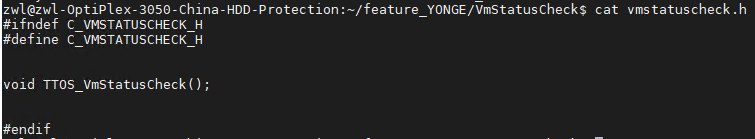 zwl@zwl-OptiPlex-3050-China-HDD-Protection:~/feature_YONGE/VmStatusCheck$ cat vmstatuscheck.h
#ifndef C_VMSTATUSCHECK_H
#define C_VMSTATUSCHECK_H
void TTOS_VmStatusCheck();
#endif